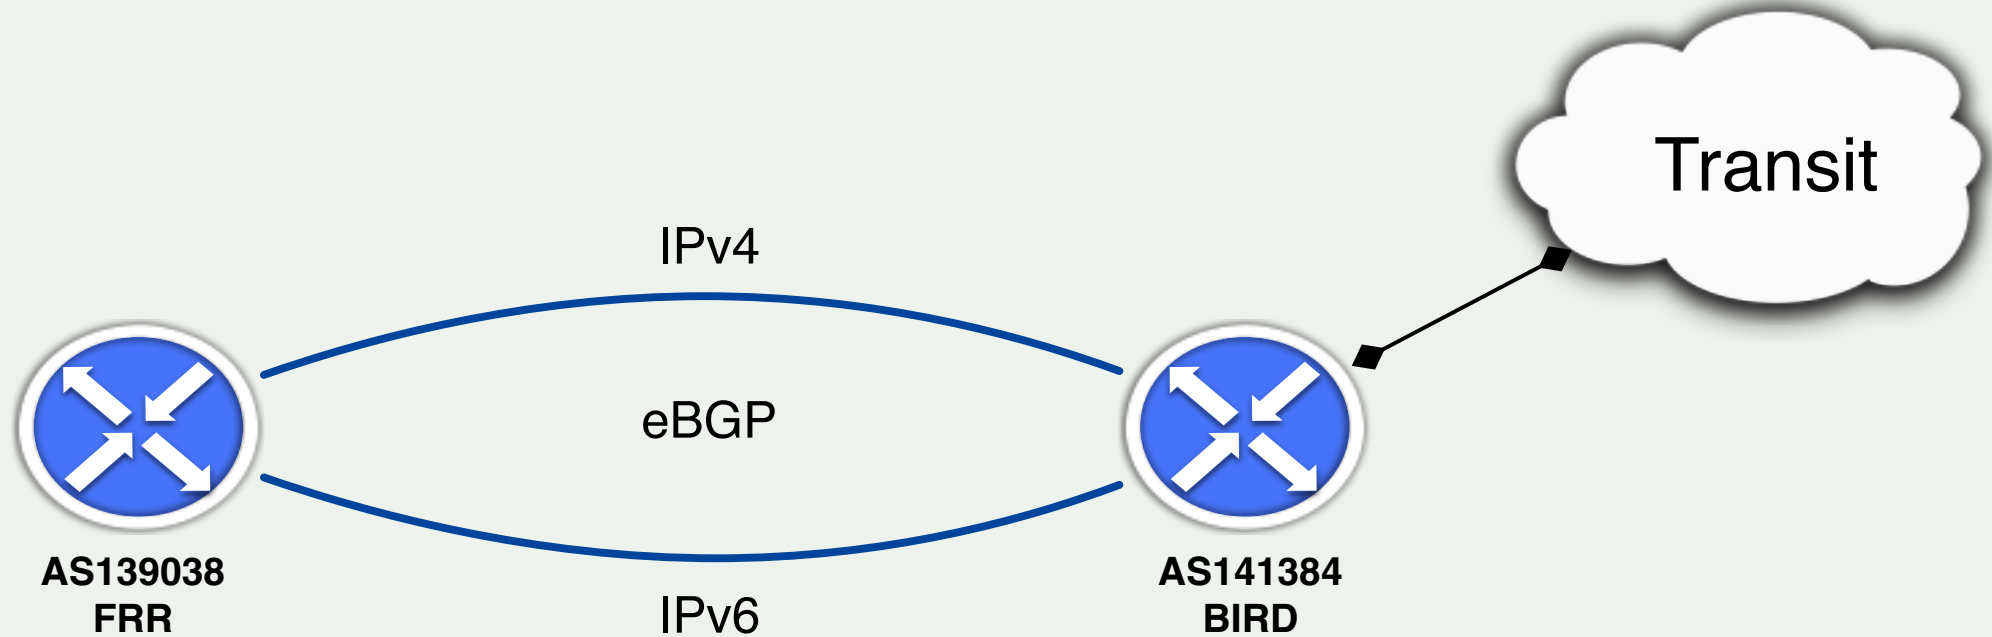 Transit
IPv4
eBGP
AS139038
FRR
IPv6
AS141384
BIRD